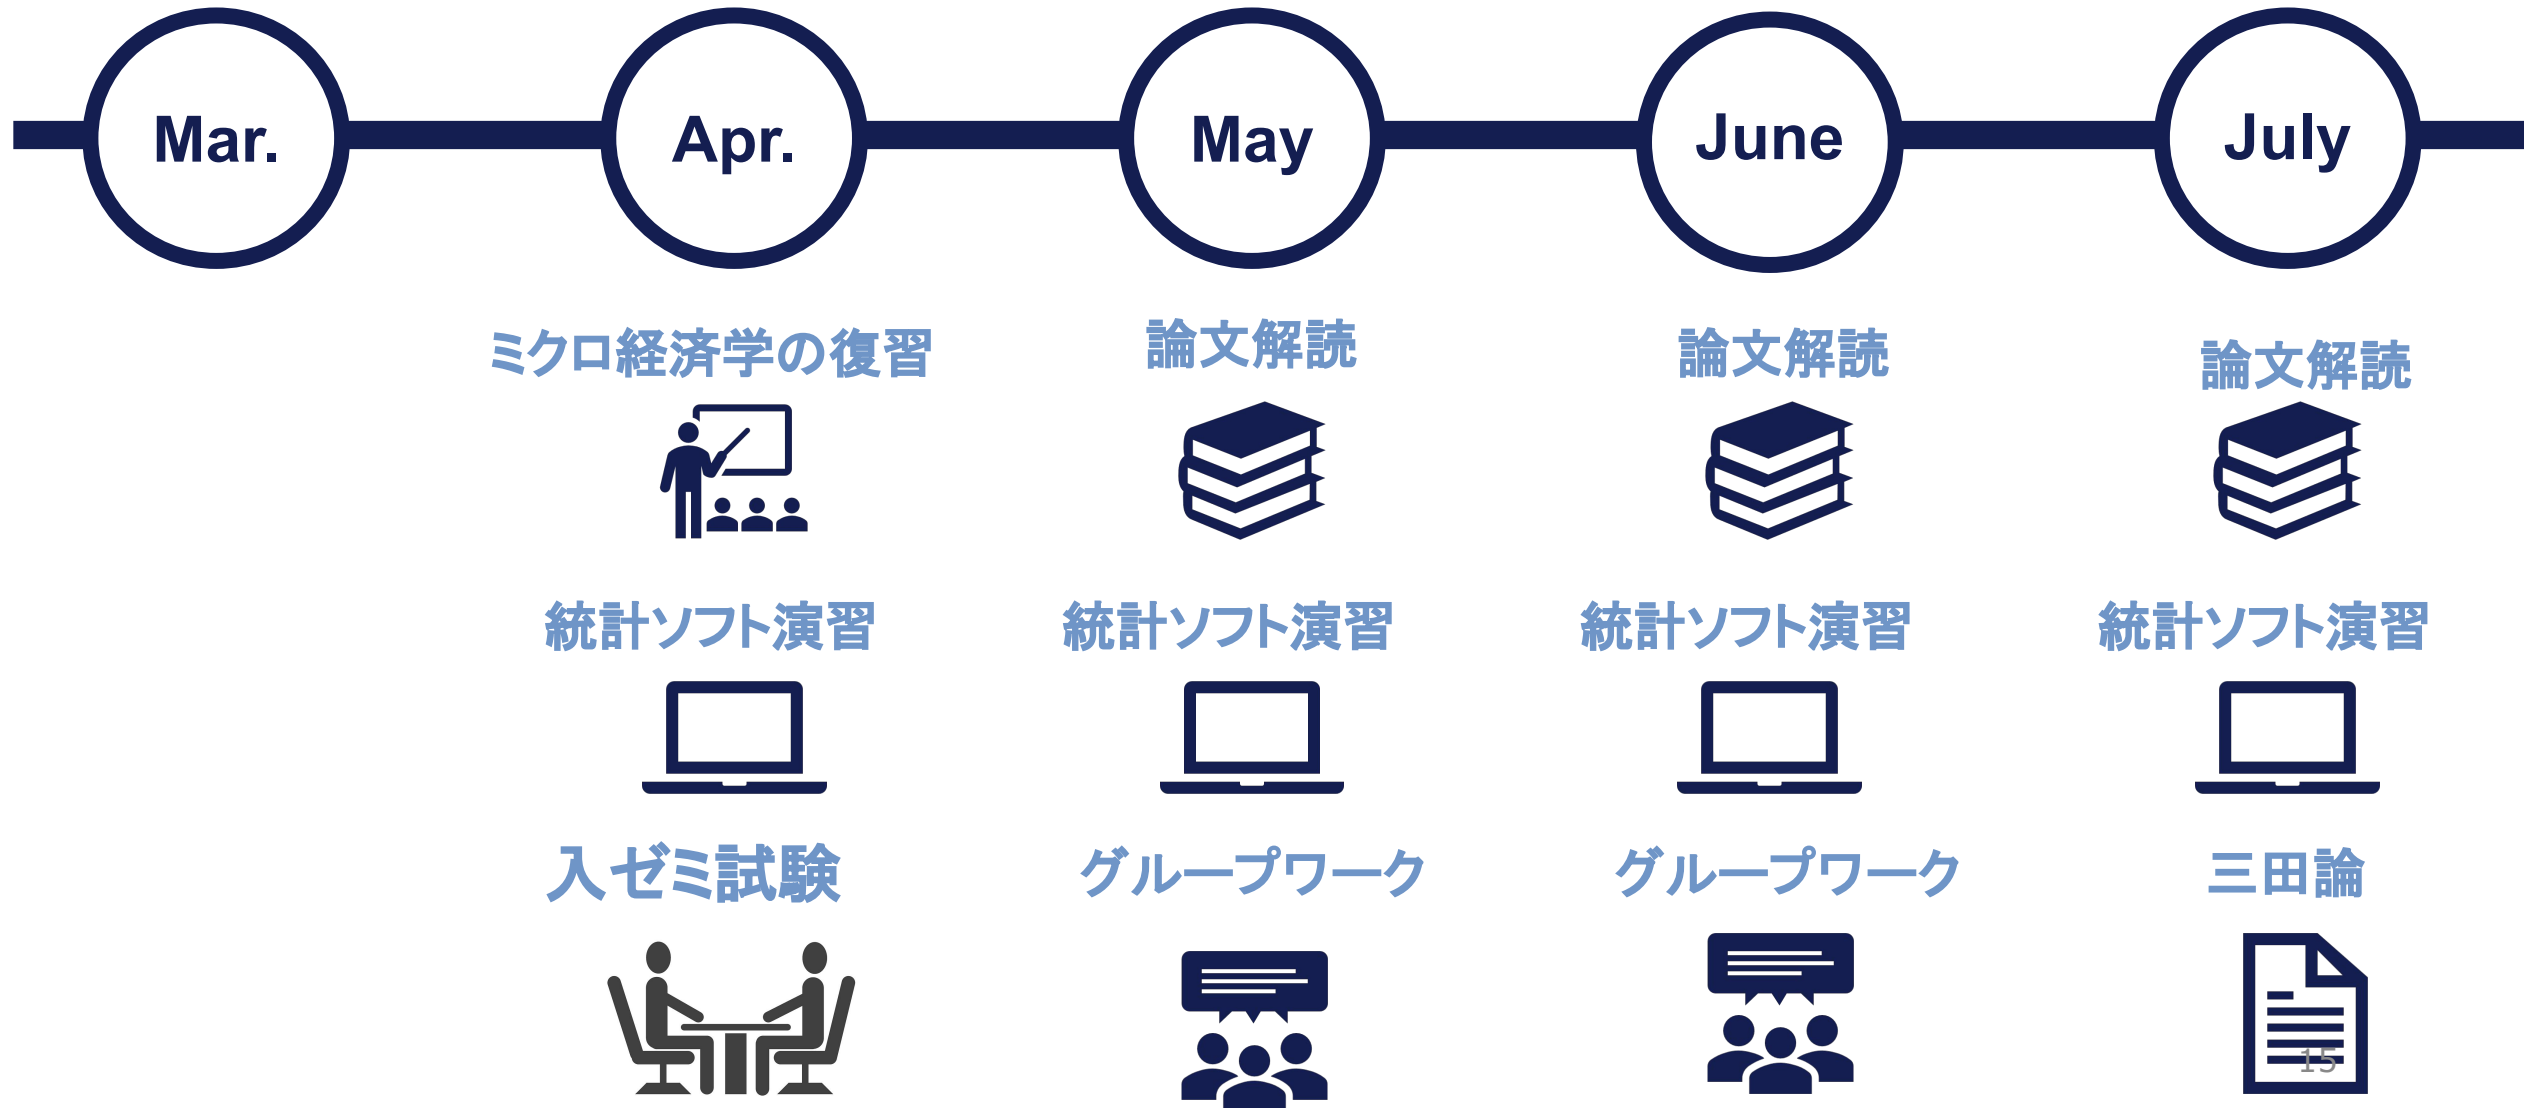 Mar.
Apr.
May
June
July
ミクロ経済学の復習
論文解読
論文解読
論文解読
統計ソフト演習
統計ソフト演習
統計ソフト演習
統計ソフト演習
入ゼミ試験
グループワーク
グループワーク
三田論
15